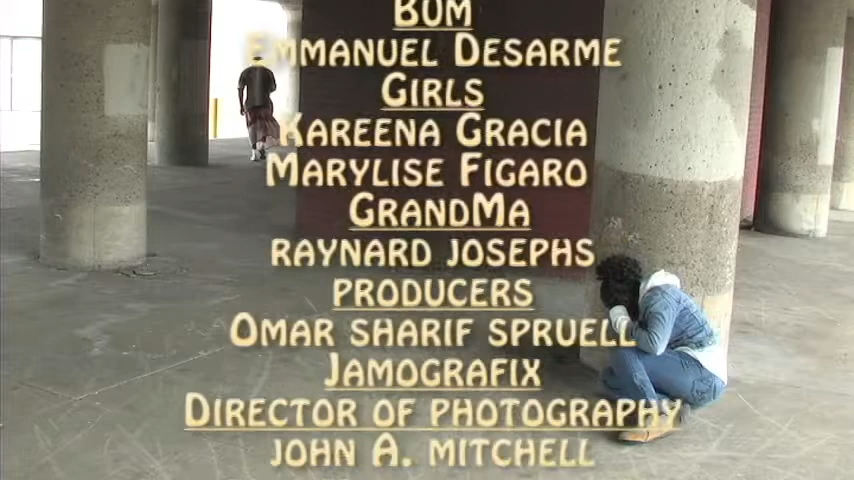 BUM
EMMANUEL DESARME
GIRLS
KAREENA GRACIA
MARYLISE FIGARO
GRANDMA
RAYNARD JOSEPHS
PRODUCERS
OMAR SHARIF SPRUELL
JAMOGRAFIX
DIRECTOR OF PHOTOGRAPHY
JOHN A. MITCHELL